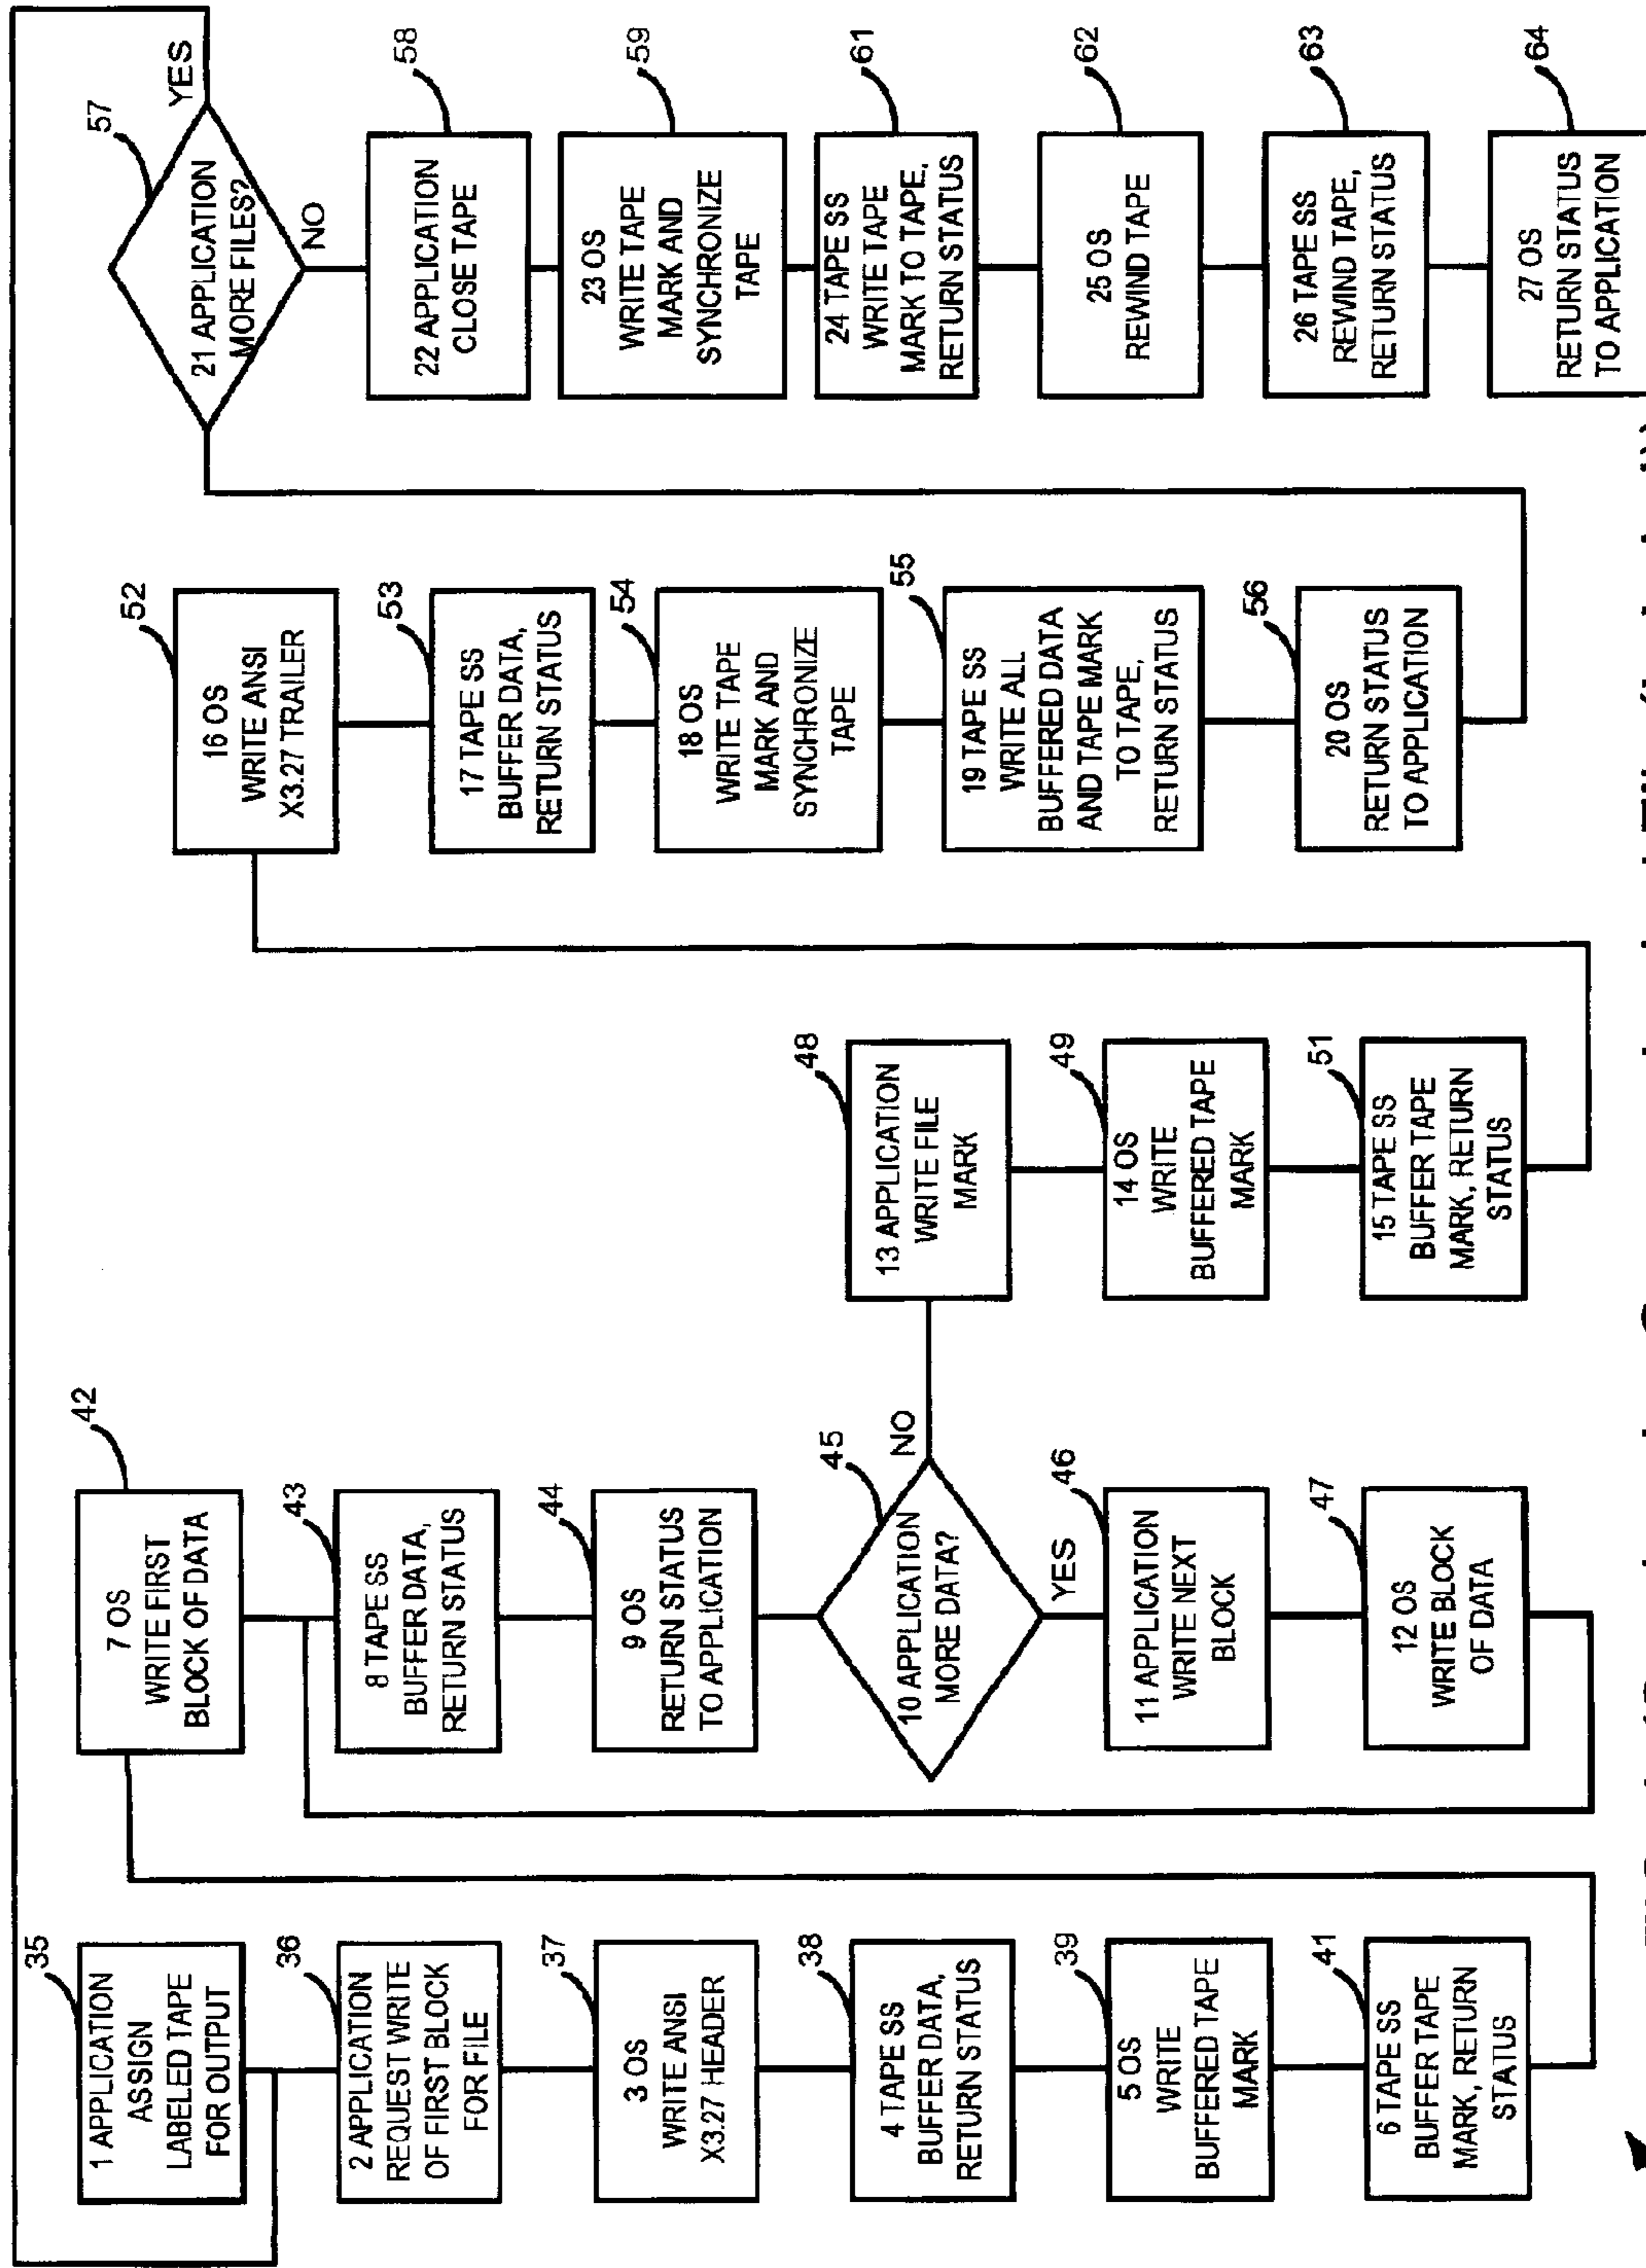 35
1 APPLICATION
ASSIGN
LABELED TAPE
FOR OUTPUT
36
2 APPLICATION
REQUEST WRITE
OF FIRST BLOCK
FOR FILE
37
3 OS
WRITE ANSI
X3.27 HEADER
38
4 TAPE SS
BUFFER DATA,
RETURN STATUS
39
5 OS
WRITE
BUFFERED TAPE
MARK
41
6 TAPE SS
BUFFER TAPE
MARK, RETURN
STATUS
42
7 OS
WRITE FIRST
BLOCK OF DATA
43
8 TAPE SS
BUFFER DATA,
RETURN STATUS
44
9 OS
RETURN STATUS
TO APPLICATION
45
10 APPLICATION
MORE DATA?
NO
YES
46
11 APPLICATION
WRITE NEXT
BLOCK
47
12 OS
WRITE BLOCK
OF DATA
48
13 APPLICATION
WRITE FILE
MARK
49
14 OS
WRITE
BUFFERED TAPE
MARK
51
15 TAPE SS
BUFFER TAPE
MARK, RETURN
STATUS
52
16 OS
WRITE ANSI
X3.27 TRAILER
53
17 TAPE SS
BUFFER DATA,
RETURN STATUS
54
18 OS
WRITE TAPE
MARK AND
SYNCHRONIZE
TAPE
55
19 TAPE SS
WRITE ALL
BUFFERED DATA
AND TAPE MARK
TO TAPE,
RETURN STATUS
56
20 OS
RETURN STATUS
TO APPLICATION
57
21 APPLICATION
MORE FILES?
YES
NO
58
22 APPLICATION
CLOSE TAPE
59
23 OS
WRITE TAPE
MARK AND
SYNCHRONIZE
TAPE
61
24 TAPE SS
WRITE TAPE
MARK TO TAPE,
RETURN STATUS
62
25 OS
REWIND TAPE
63
26 TAPE SS
REWIND TAPE,
RETURN STATUS
64
27 OS
RETURN STATUS
TO APPLICATION